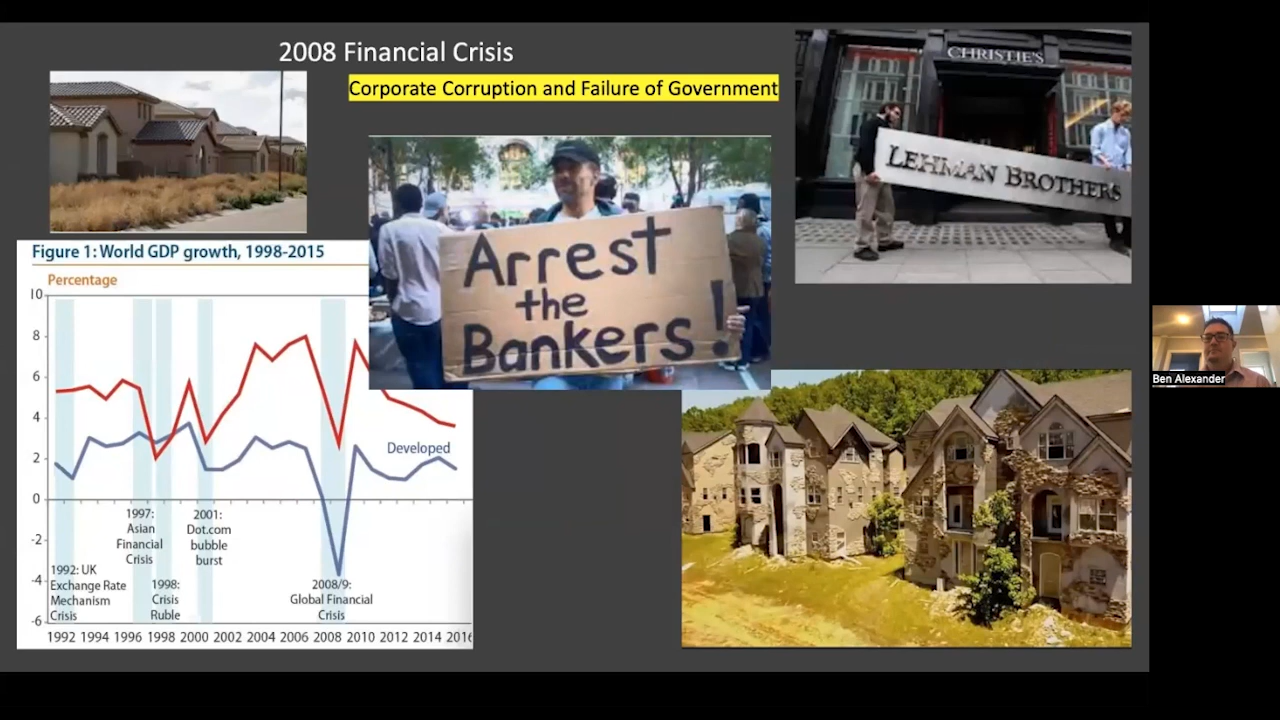 2008 Financial Crisis
Corporate Corruption and Failure of Government
CHRISTIE'S
LEHMAN BROTHERS
Arrest
the
Bankers!
Figure 1: World GDP growth, 1998-2015
Percentage
10
8
6
4
2
0
-2
-4
-6
Developed
1997:
Asian
Financial
Crisis
2001:
Dot.com
bubble
burst
1992: UK
Exchange Rate
Mechanism
Crisis
1998:
Crisis
Ruble
2008/9:
Global Financial
Crisis
1992 1994 1996 1998 2000 2002 2004 2006 2008 2010 2012 2014 2016
Ben Alexander